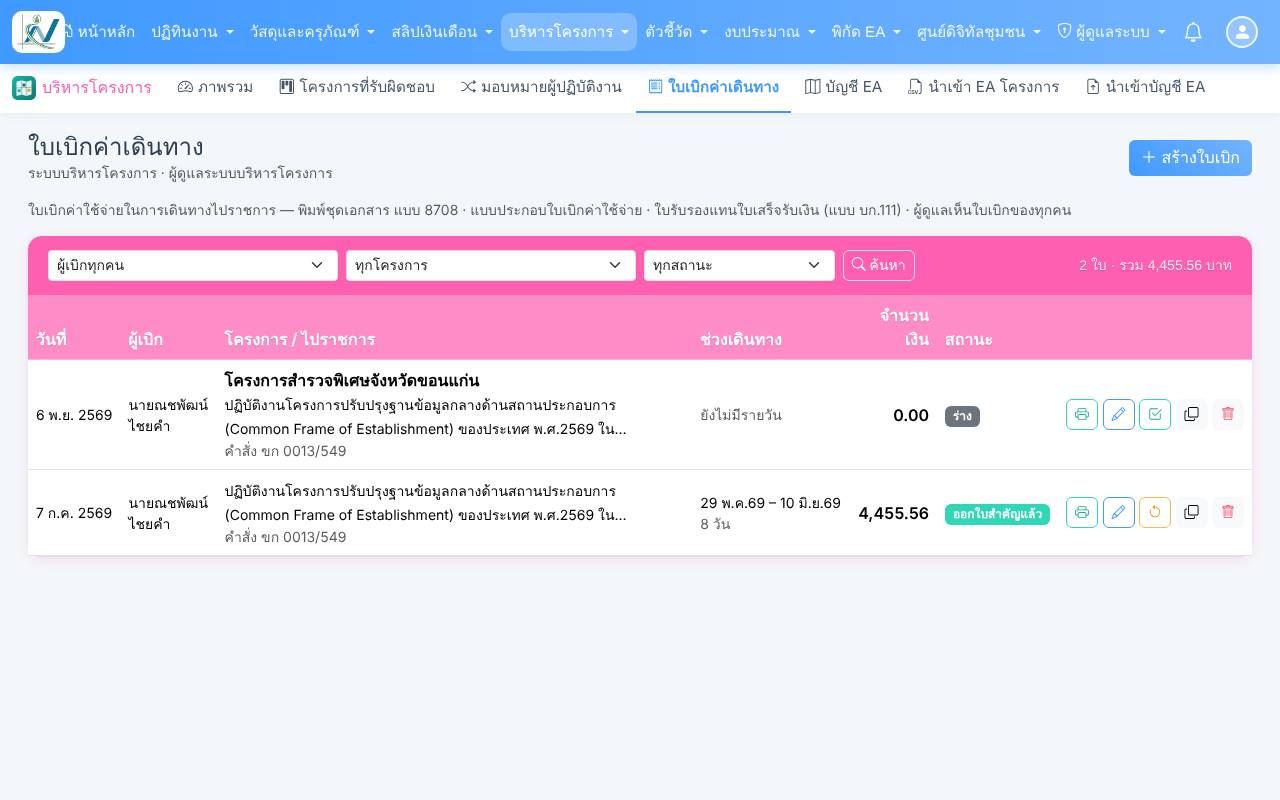 หน้าหลัก ปฏิทินงาน วัสดุและครุภัณฑ์ สลิปเงินเดือน บริหารโครงการ ตัวชี้วัด งบประมาณ พิกัด EA ศูนย์ดิจิทัลชุมชน ผู้ดูแลระบบ
บริหารโครงการ ภาพรวม โครงการที่รับผิดชอบ มอบหมายผู้ปฏิบัติงาน ใบเบิกค่าเดินทาง บัญชี EA นำเข้า EA โครงการ นำเข้าบัญชี EA
ใบเบิกค่าเดินทาง
สร้างใบเบิก
ระบบบริหารโครงการ · ผู้ดูแลระบบบริหารโครงการ
ใบเบิกค่าใช้จ่ายในการเดินทางไปราชการ — พิมพ์ชุดเอกสาร แบบ 8708 · แบบประกอบใบเบิกค่าใช้จ่าย · ใบรับรองแทนใบเสร็จรับเงิน (แบบ บก.111) · ผู้ดูแลเห็นใบเบิกของทุกคน
ผู้เบิกทุกคน ทุกโครงการ ทุกสถานะ ค้นหา 2 ใบ · รวม 4,455.56 บาท
วันที่ ผู้เบิก โครงการ / ไปราชการ ช่วงเดินทาง จำนวนเงิน สถานะ
โครงการสำรวจพิเศษจังหวัดขอนแก่น
6 พ.ย. 2569 นายณชพัฒน์ ไชยคำ ปฏิบัติงานโครงการปรับปรุงฐานข้อมูลกลางด้านสถานประกอบการ ยังไม่มีรายวัน 0.00 ร่าง
(Common Frame of Establishment) ของประเทศ พ.ศ.2569 ใน...
คำสั่ง ขก 0013/549
7 ก.ค. 2569 นายณชพัฒน์ ไชยคำ ปฏิบัติงานโครงการปรับปรุงฐานข้อมูลกลางด้านสถานประกอบการ 29 พ.ค.69 – 10 มิ.ย.69 4,455.56 ออกใบสำคัญแล้ว
(Common Frame of Establishment) ของประเทศ พ.ศ.2569 ใน...
คำสั่ง ขก 0013/549 8 วัน